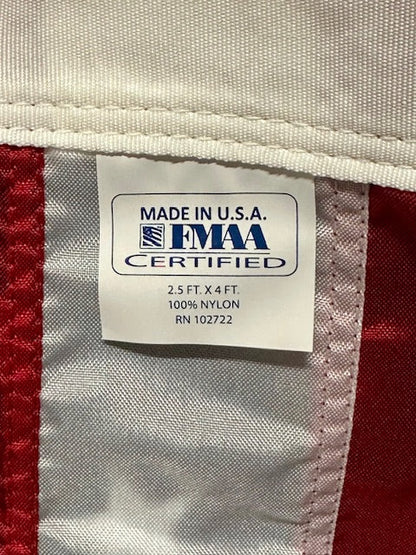 MADE IN U.S.A.
FMAA
CERTIFIED
2.5 FT. X 4 FT.
100% NYLON
RN 102722